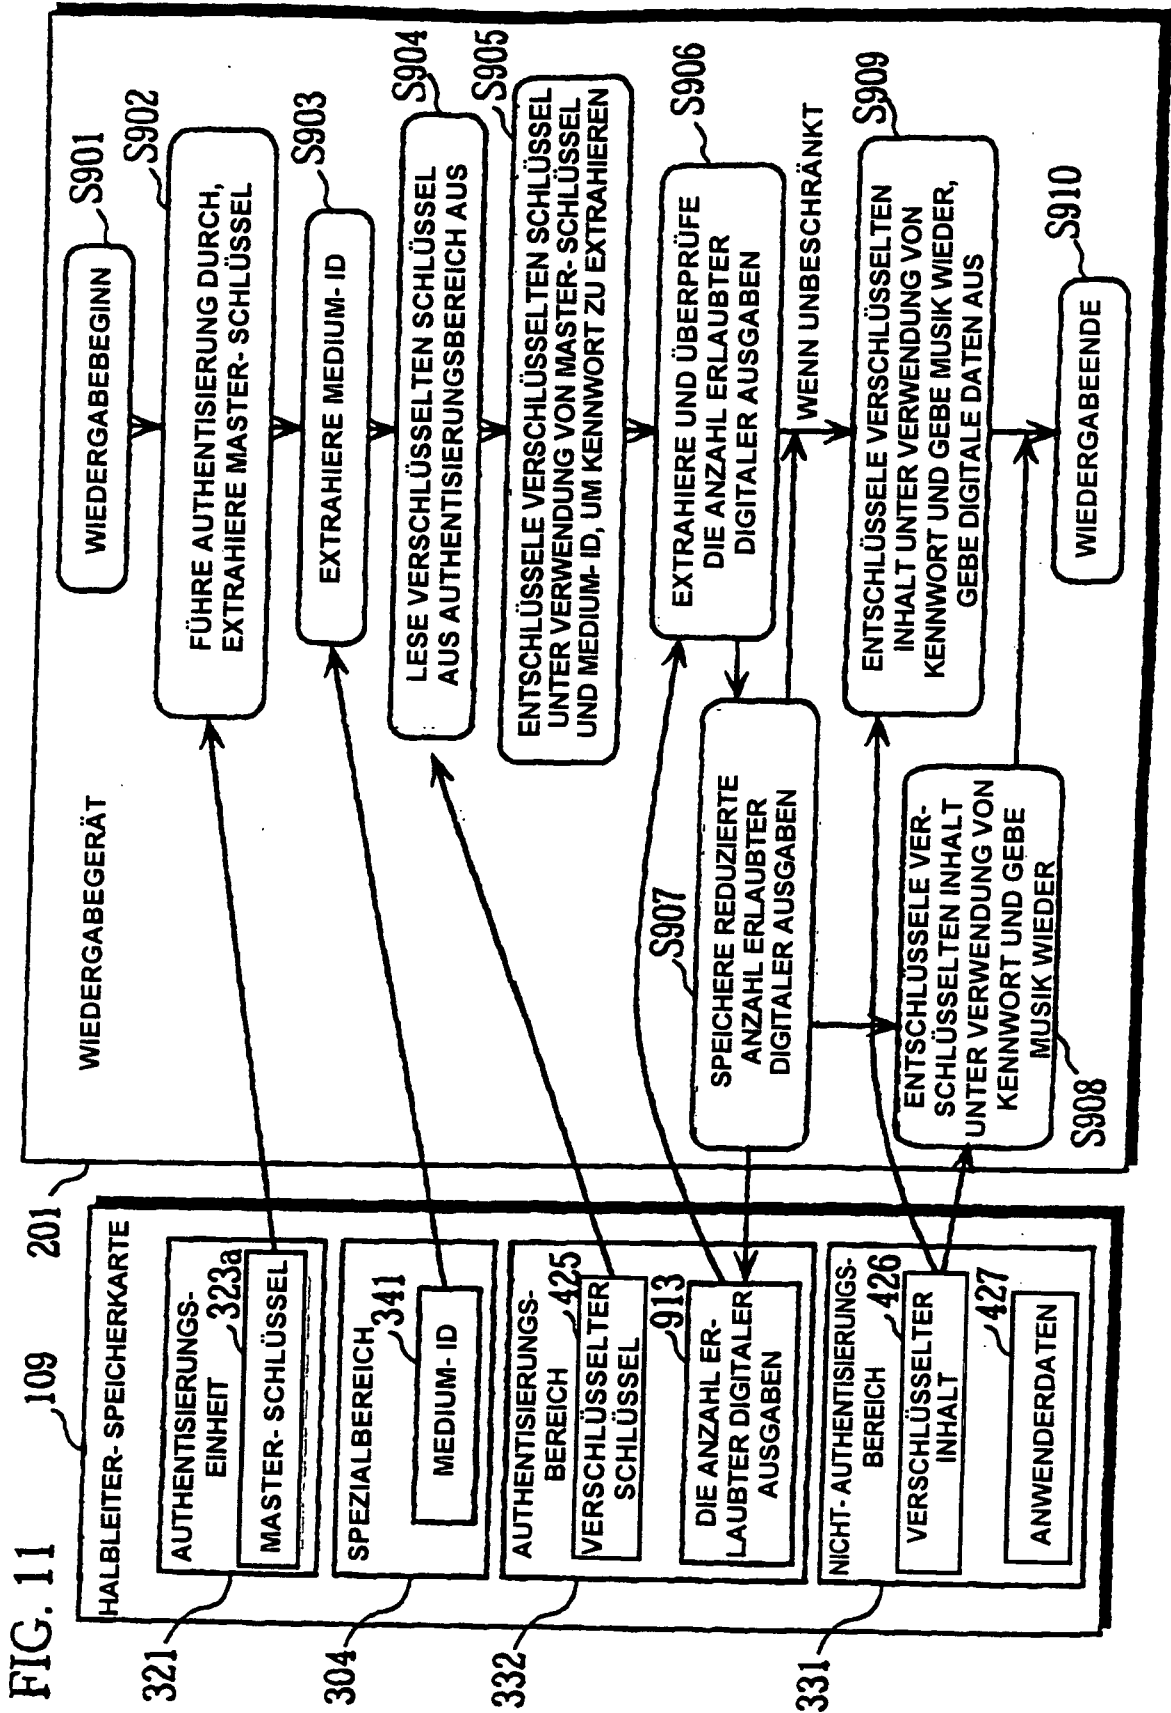 FIG. 11
109
HALBLEITER-SPEICHERKARTE
321
AUTHENTISIERUNGS-
EINHEIT
323a
MASTER-SCHLÜSSEL
304
SPEZIALBEREICH
341
MEDIUM-ID
332
AUTHENTISIERUNGS-
BEREICH
425
VERSCHLÜSSELTER
SCHLÜSSEL
913
DIE ANZAHL ER-
LAUBTER DIGITALER
AUSGABEN
331
NICHT-AUTHENTISIERUNGS-
BEREICH
426
VERSCHLÜSSELTER
INHALT
427
ANWENDERDATEN
201
WIEDERGABEGERÄT
S901
WIEDERGABEBEGINN
S902
FÜHRE AUTHENTISIERUNG DURCH,
EXTRAHIERE MASTER-SCHLÜSSEL
S903
EXTRAHIERE MEDIUM-ID
S904
LESE VERSCHLÜSSELTEN SCHLÜSSEL
AUS AUTHENTISIERUNGSBEREICH AUS
S905
ENTSCHLÜSSELE VERSCHLÜSSELTEN SCHLÜSSEL
UNTER VERWENDUNG VON MASTER-SCHLÜSSEL
UND MEDIUM-ID, UM KENNWORT ZU EXTRAHIEREN
S906
EXTRAHIERE UND ÜBERPRÜFE
DIE ANZAHL ERLAUBTER
DIGITALER AUSGABEN
WENN UNBESCHRÄNKT
S907
SPEICHERE REDUZIERTE
ANZAHL ERLAUBTER
DIGITALER AUSGABEN
S908
ENTSCHLÜSSELE VER-
SCHLÜSSELTEN INHALT
UNTER VERWENDUNG VON
KENNWORT UND GEBE
MUSIK WIEDER
S909
ENTSCHLÜSSELE VERSCHLÜSSELTEN
INHALT UNTER VERWENDUNG VON
KENNWORT UND GEBE MUSIK WIEDER,
GEBE DIGITALE DATEN AUS
S910
WIEDERGABEENDE